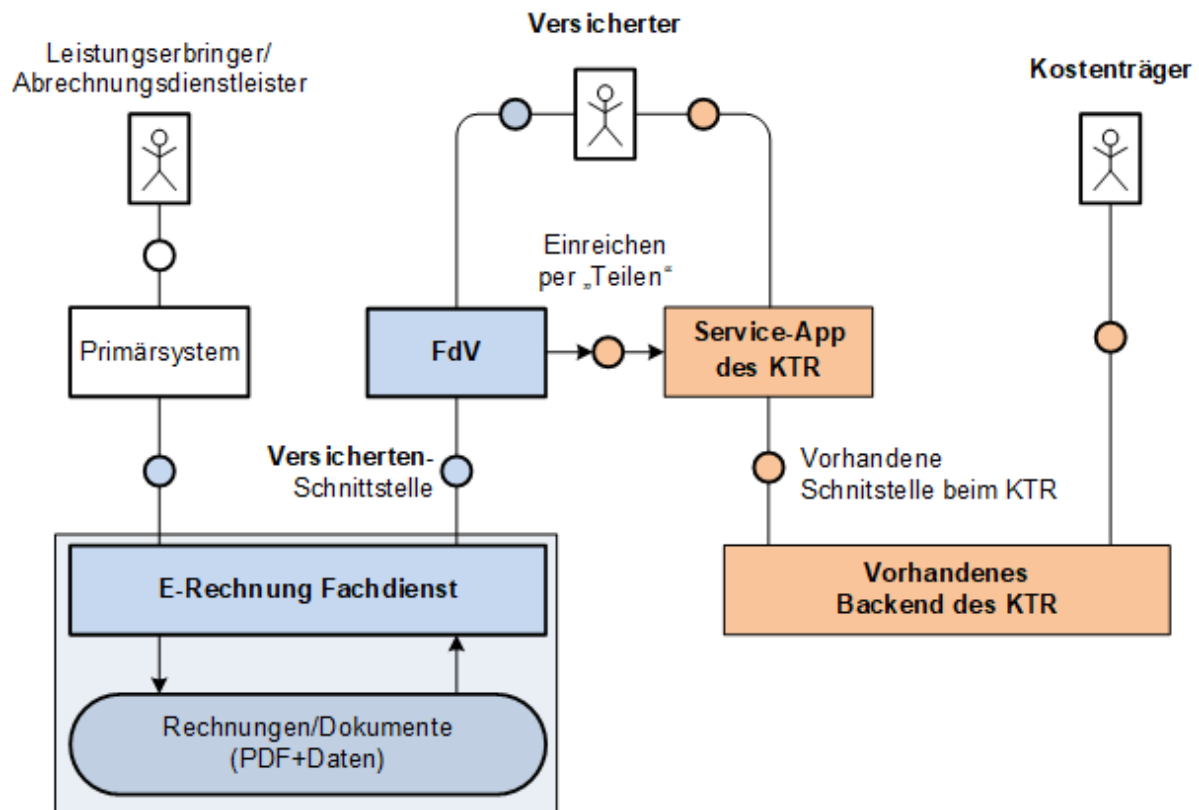 Versicherter
Leistungserbringer/
Abrechnungsdienstleister
Kostenträger
Einreichen
per „Teilen“
Primärsystem
FdV
Service-App
des KTR
Versicherten-
Schnittstelle
Vorhandene
Schnitstelle beim KTR
E-Rechnung Fachdienst
Vorhandenes
Backend des KTR
Rechnungen/Dokumente
(PDF+Daten)